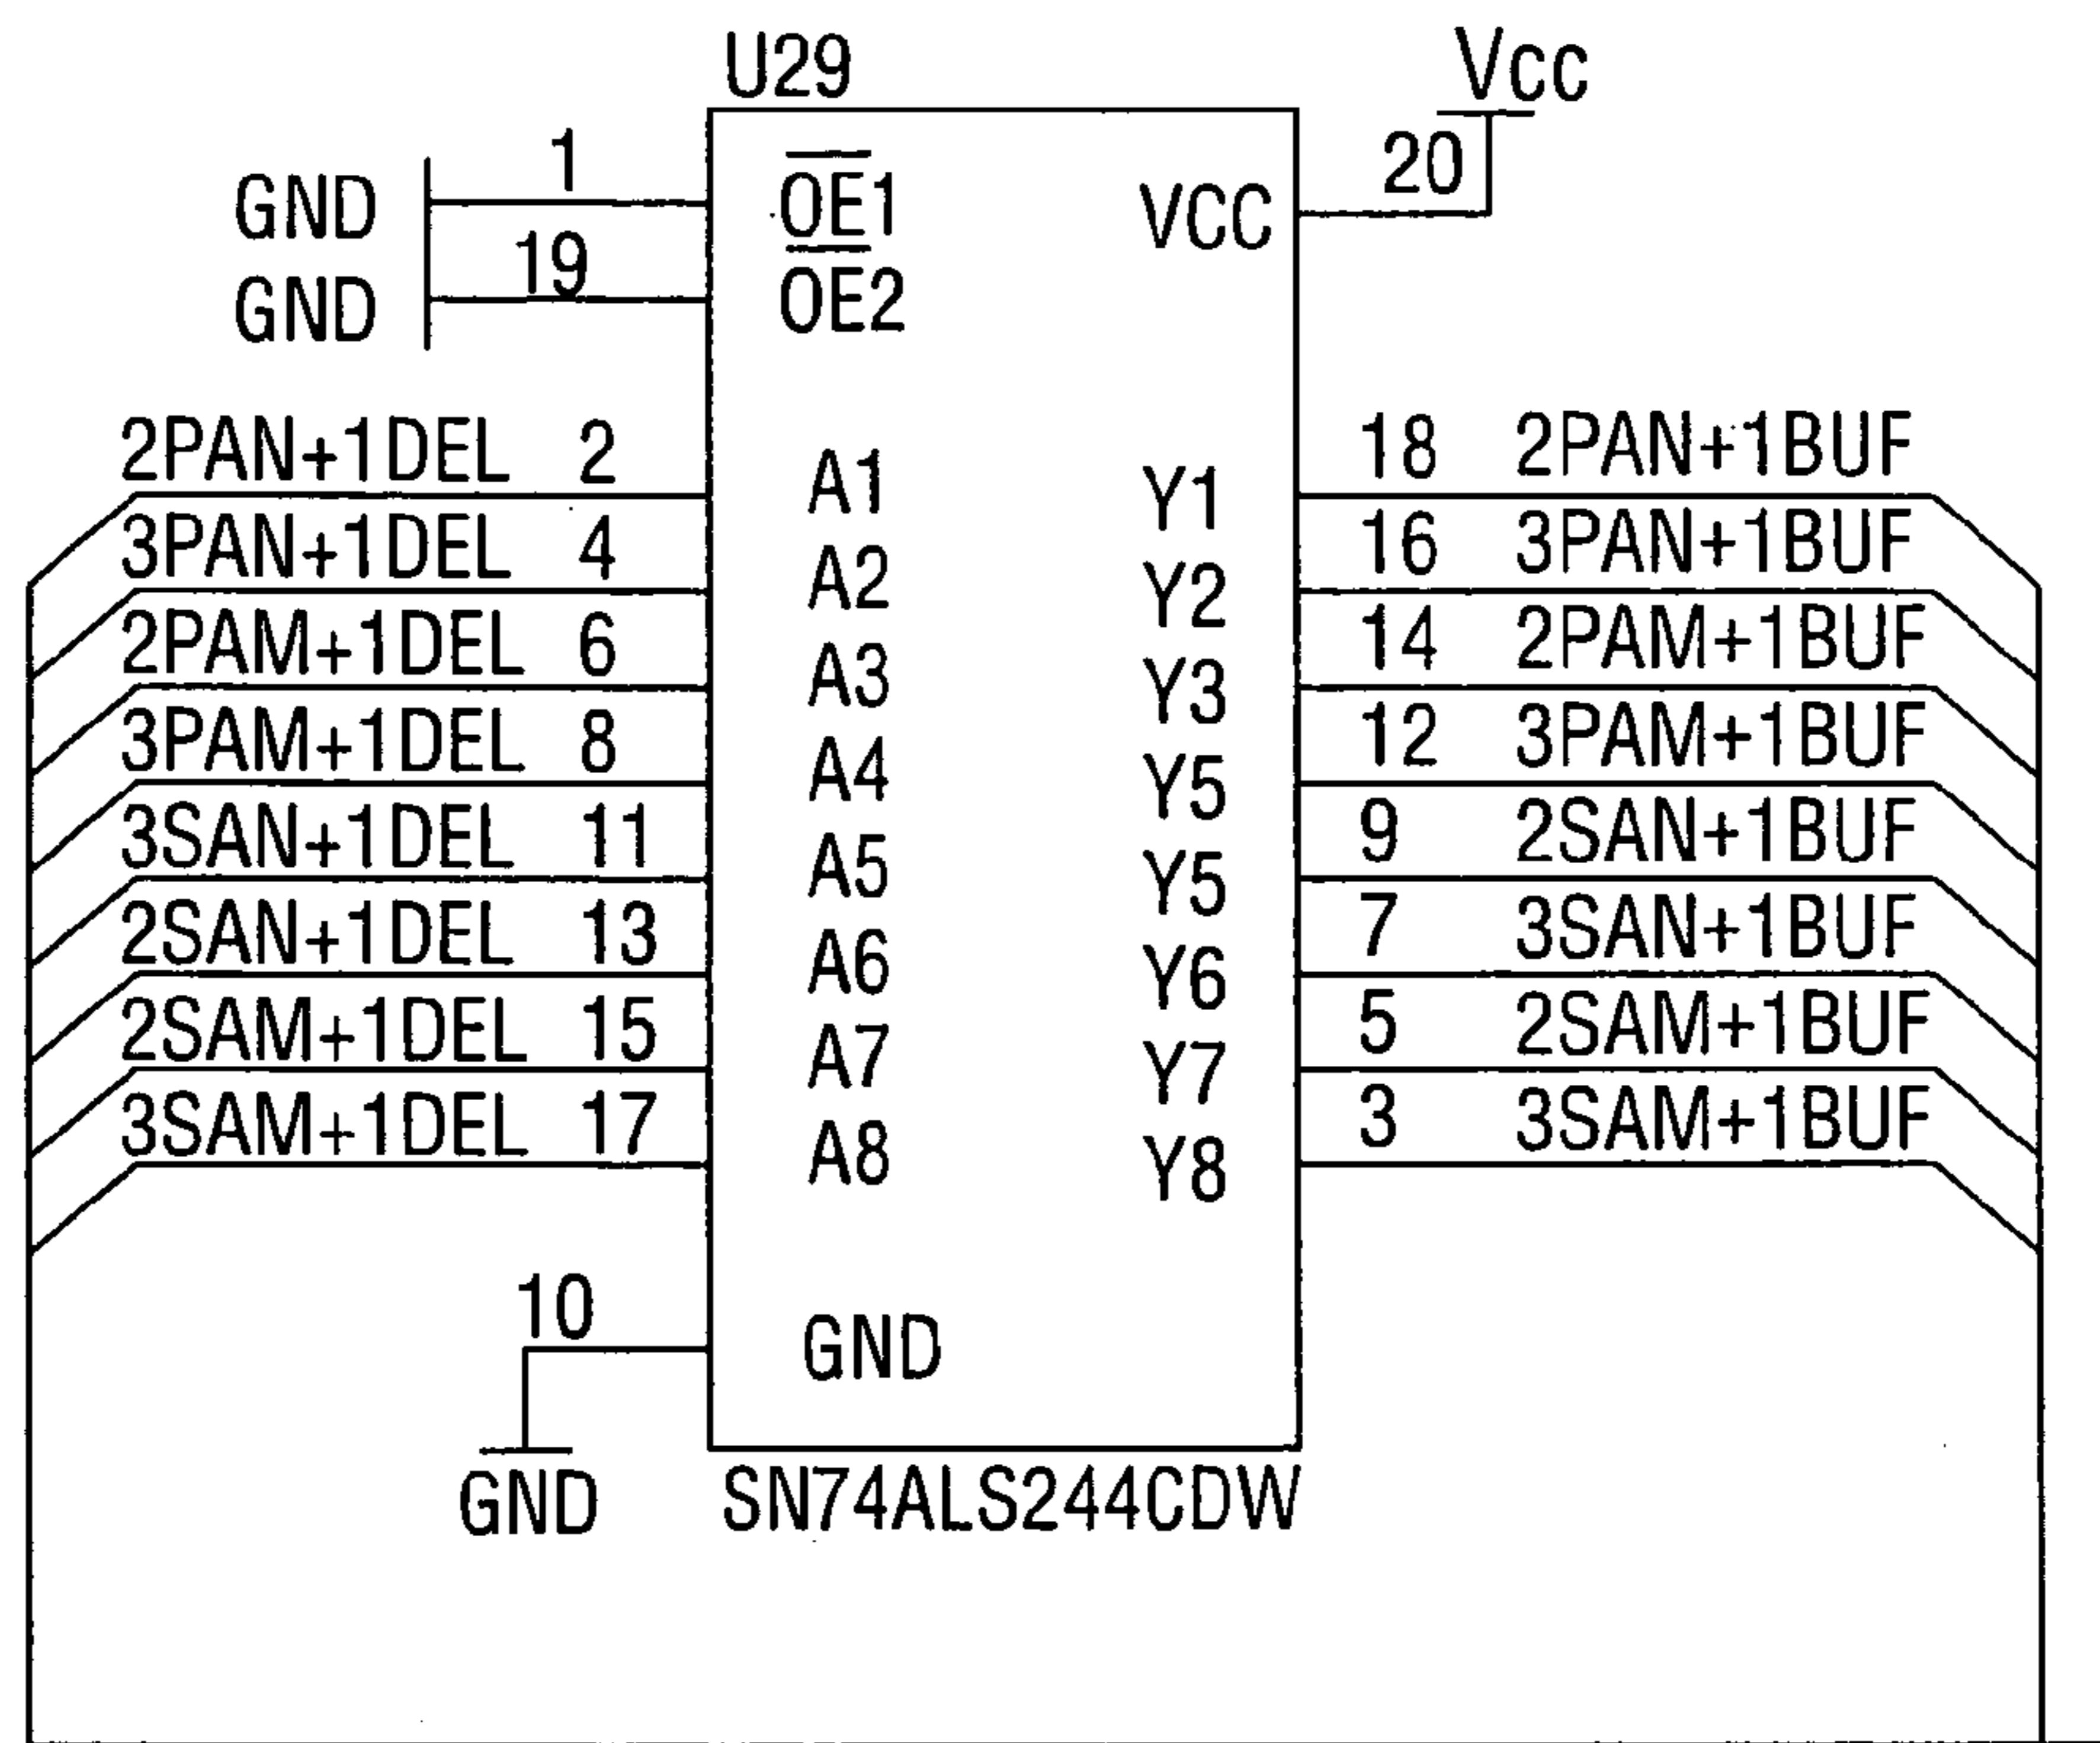 U29
Vcc
GND 1 OE1 VCC 20
GND 19 OE2
2PAN+1DEL 2 A1 Y1 18 2PAN+1BUF
3PAN+1DEL 4 A2 Y2 16 3PAN+1BUF
2PAM+1DEL 6 A3 Y3 14 2PAM+1BUF
3PAM+1DEL 8 A4 Y5 12 3PAM+1BUF
3SAN+1DEL 11 A5 Y5 9 2SAN+1BUF
2SAN+1DEL 13 A6 Y6 7 3SAN+1BUF
2SAM+1DEL 15 A7 Y7 5 2SAM+1BUF
3SAM+1DEL 17 A8 Y8 3 3SAM+1BUF
10 GND
GND SN74ALS244CDW